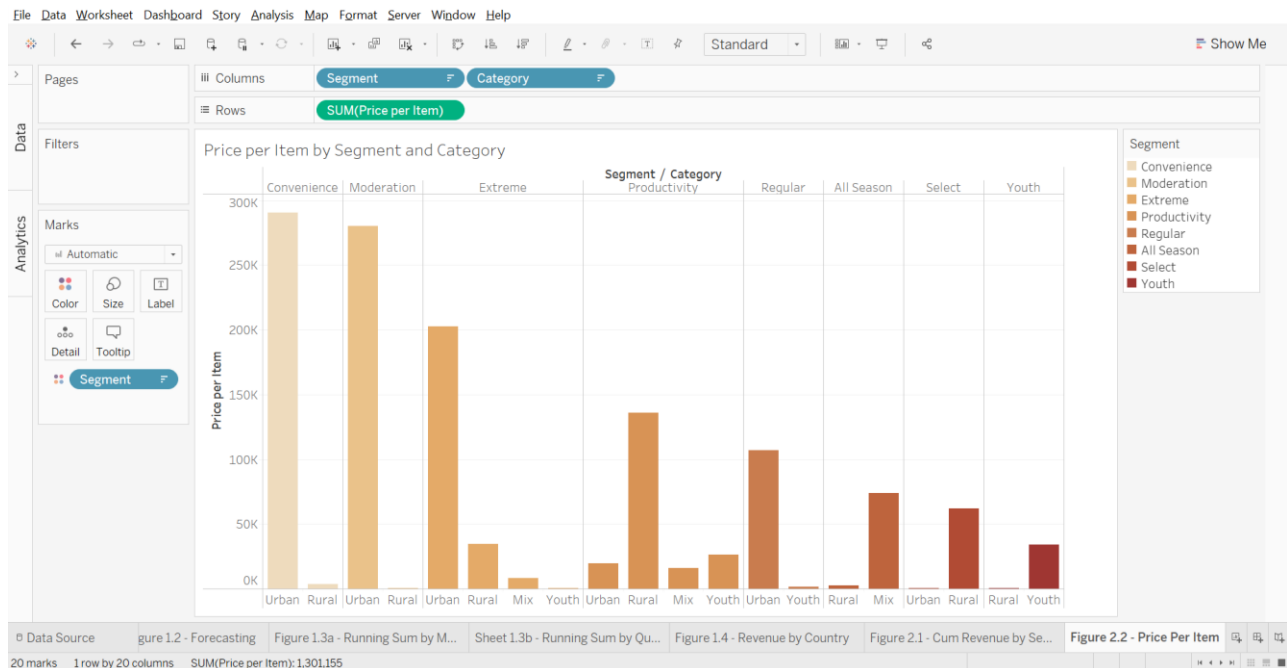 File Data Worksheet Dashboard Story Analysis Map Format Server Window Help
Standard
Show Me
Pages
iii Columns Segment Category
Rows SUM(Price per Item)
Data
Filters
Analytics
Marks
Automatic
Color Size Label
Detail Tooltip
Segment
Price per Item by Segment and Category
Segment / Category
Convenience Moderation Extreme Productivity Regular All Season Select Youth
Price per Item
300K
250K
200K
150K
100K
50K
0K
Urban Rural Urban Rural Urban Rural Mix Youth Urban Rural Mix Youth Urban Youth Rural Mix Urban Rural Rural Youth
Segment
Convenience
Moderation
Extreme
Productivity
Regular
All Season
Select
Youth
Data Source gure 1.2 - Forecasting Figure 1.3a - Running Sum by M... Sheet 1.3b - Running Sum by Qu... Figure 1.4 - Revenue by Country Figure 2.1 - Cum Revenue by Se... Figure 2.2 - Price Per Item
20 marks 1 row by 20 columns SUM(Price per Item): 1,301,155